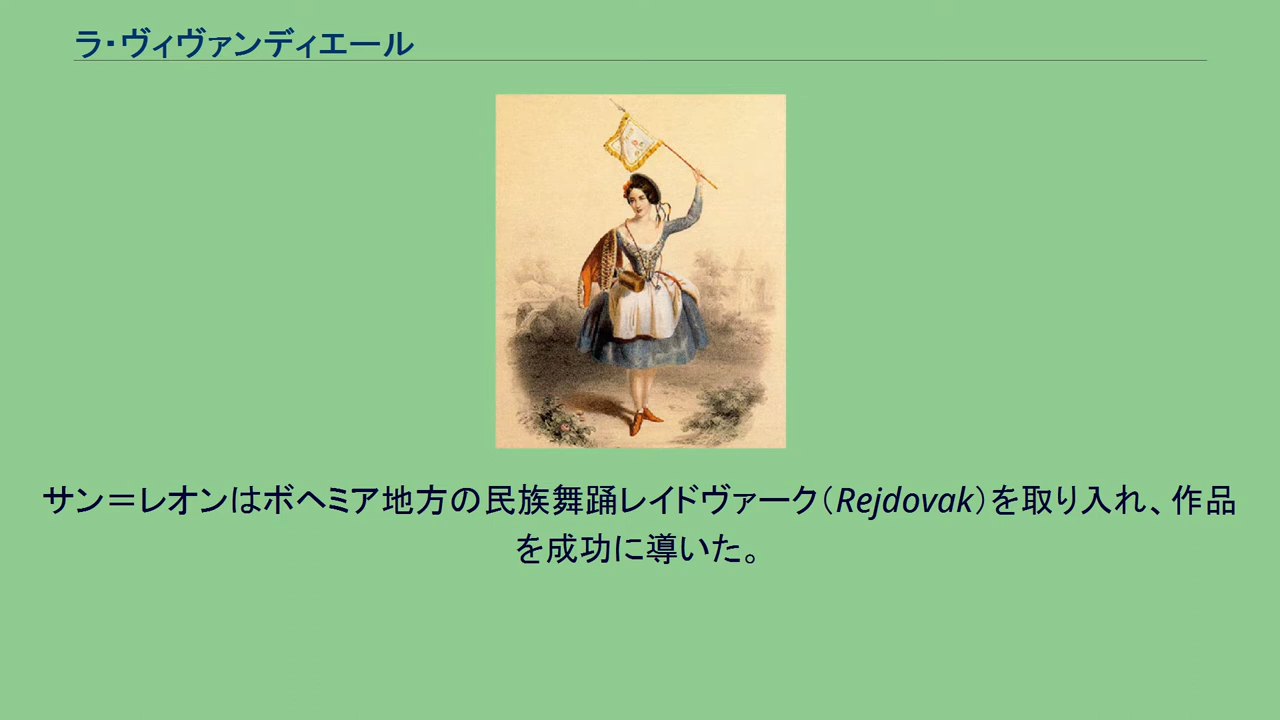 ラ・ヴィヴァンディエール
サン＝レオンはボヘミア地方の民族舞踊レイドヴァーク（Rejdovak）を取り入れ、作品
を成功に導いた。